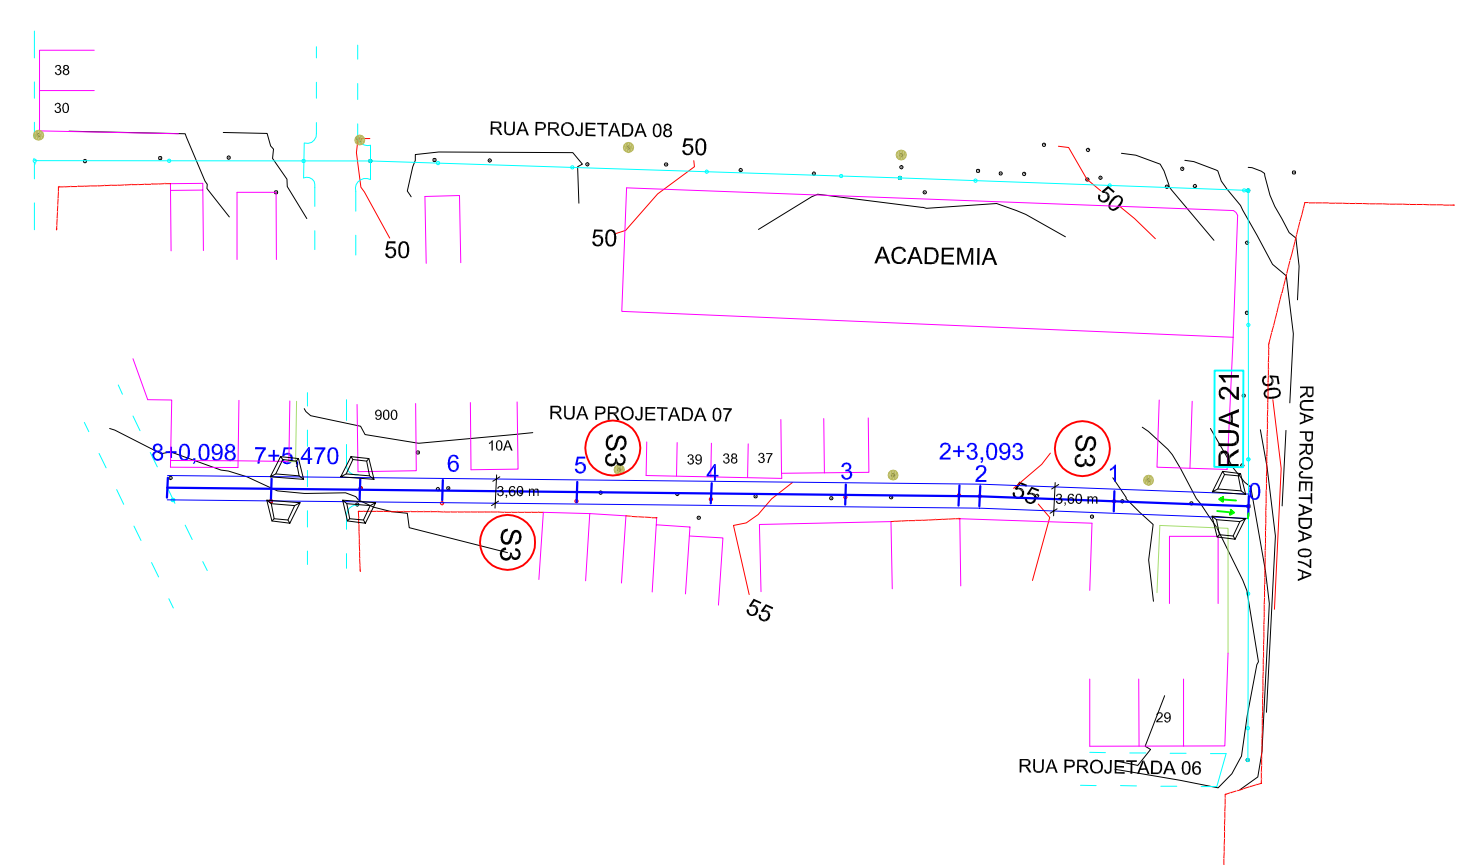 38
30
RUA PROJETADA 08
50
50
50
50
ACADEMIA
RUA 21
50
RUA PROJETADA 07A
900
RUA PROJETADA 07
10A
S3
S3
39
38
37
8+0,098
7+5,470
6
5
4
3
2+3,093
2
1
0
3,60 m
55
3,60 m
S3
55
29
RUA PROJETADA 06